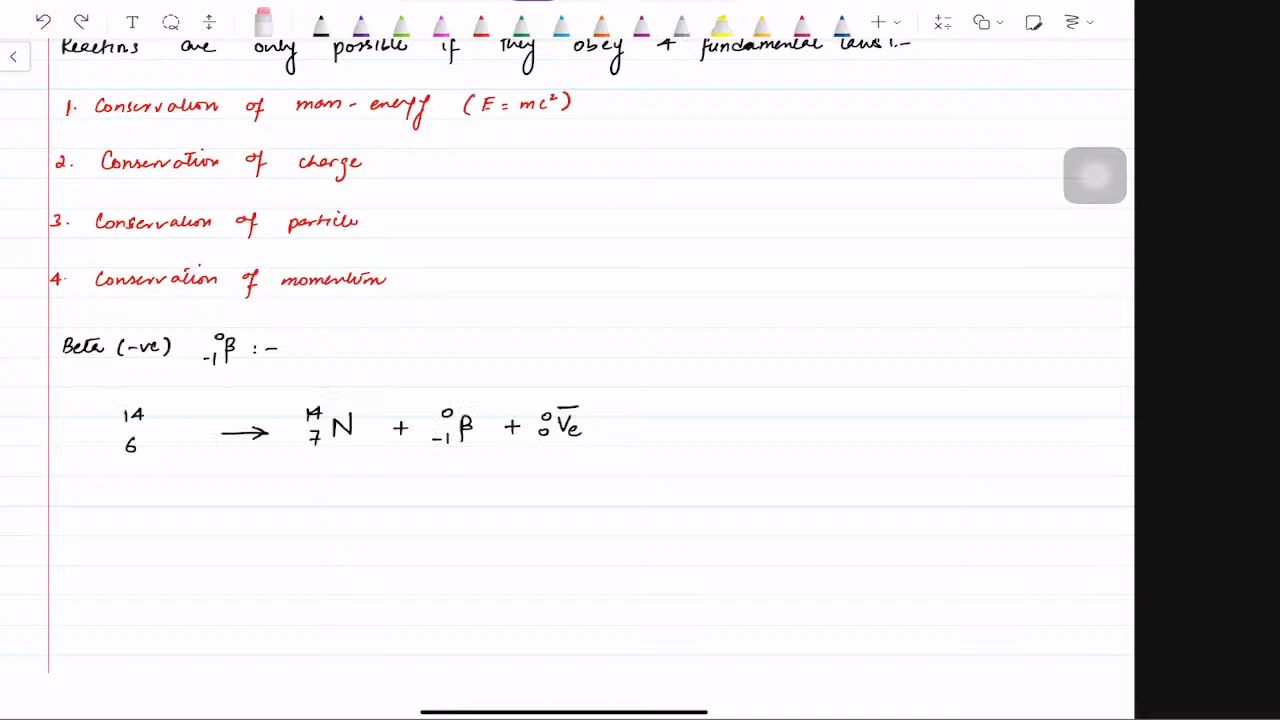 Reactins are only possible if they obey 4 fundamental laws:-
1. Conservation of mass-energy (E = mc²)
2. Conservation of charge
3. Conservation of particle
4. Conservation of momentum
Beta (-ve) ⁰₋₁β :-
¹⁴₆ → ¹⁴₇N + ⁰₋₁β + ⁰₀V̅e